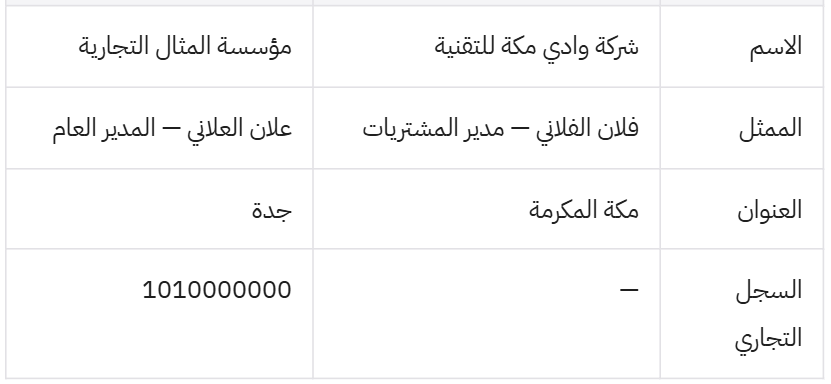 الاسم شركة وادي مكة للتقنية مؤسسة المثال التجارية
الممثل فلان الفلاني — مدير المشتريات علان العلاني — المدير العام
العنوان مكة المكرمة جدة
السجل — 1010000000
التجاري